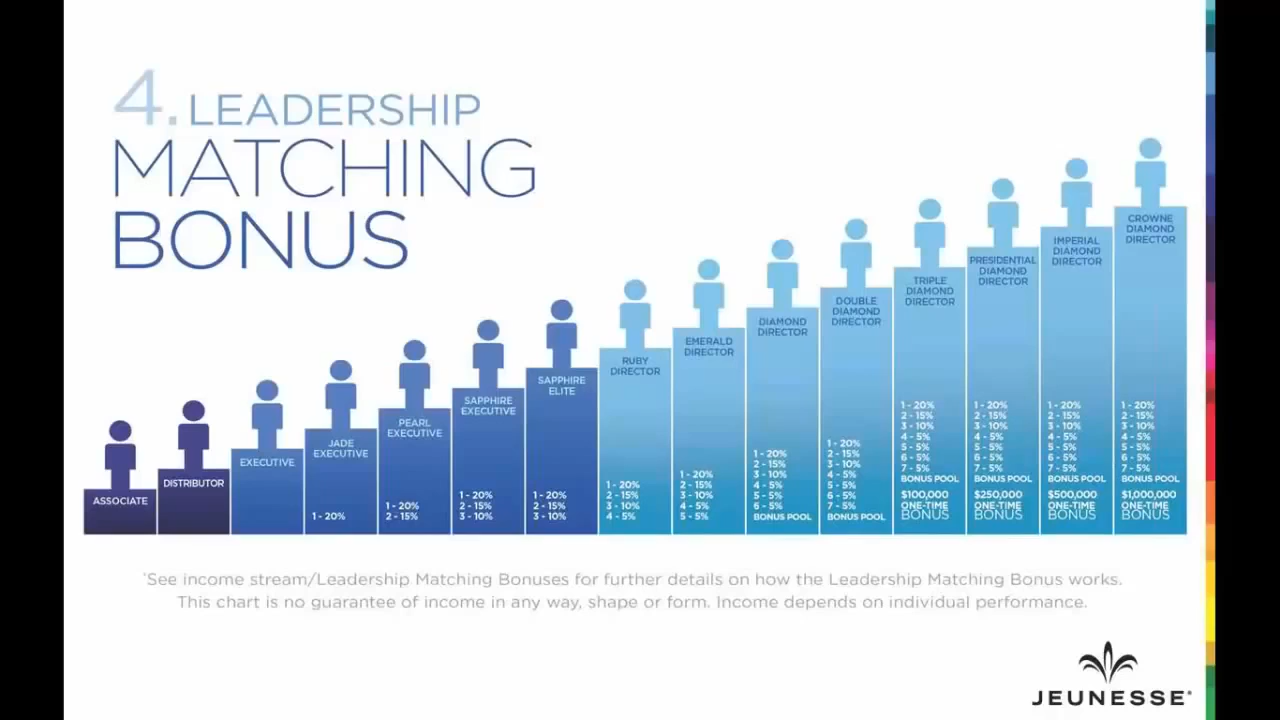 4. LEADERSHIP
MATCHING
BONUS
ASSOCIATE
DISTRIBUTOR
EXECUTIVE
JADE
EXECUTIVE
1 - 20%
PEARL
EXECUTIVE
1 - 20%
2 - 15%
SAPPHIRE
EXECUTIVE
1 - 20%
2 - 15%
3 - 10%
SAPPHIRE
ELITE
1 - 20%
2 - 15%
3 - 10%
RUBY
DIRECTOR
1 - 20%
2 - 15%
3 - 10%
4 - 5%
EMERALD
DIRECTOR
1 - 20%
2 - 15%
3 - 10%
4 - 5%
5 - 5%
DIAMOND
DIRECTOR
1 - 20%
2 - 15%
3 - 10%
4 - 5%
5 - 5%
6 - 5%
BONUS POOL
DOUBLE
DIAMOND
DIRECTOR
1 - 20%
2 - 15%
3 - 10%
4 - 5%
5 - 5%
6 - 5%
7 - 5%
BONUS POOL
TRIPLE
DIAMOND
DIRECTOR
1 - 20%
2 - 15%
3 - 10%
4 - 5%
5 - 5%
6 - 5%
7 - 5%
BONUS POOL
$100,000
ONE-TIME
BONUS
PRESIDENTIAL
DIAMOND
DIRECTOR
1 - 20%
2 - 15%
3 - 10%
4 - 5%
5 - 5%
6 - 5%
7 - 5%
BONUS POOL
$250,000
ONE-TIME
BONUS
IMPERIAL
DIAMOND
DIRECTOR
1 - 20%
2 - 15%
3 - 10%
4 - 5%
5 - 5%
6 - 5%
7 - 5%
BONUS POOL
$500,000
ONE-TIME
BONUS
CROWNE
DIAMOND
DIRECTOR
1 - 20%
2 - 15%
3 - 10%
4 - 5%
5 - 5%
6 - 5%
7 - 5%
BONUS POOL
$1,000,000
ONE-TIME
BONUS
*See income stream/Leadership Matching Bonuses for further details on how the Leadership Matching Bonus works.
This chart is no guarantee of income in any way, shape or form. Income depends on individual performance.
JEUNESSE®